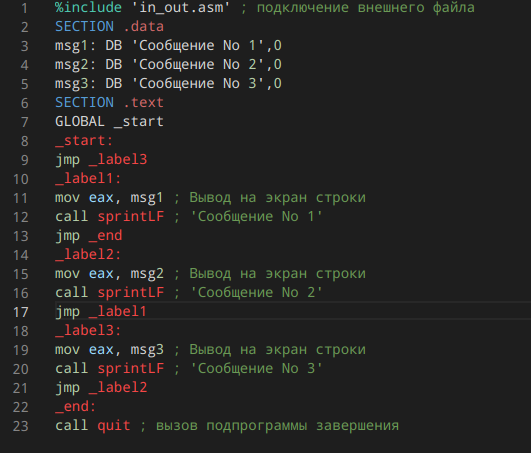 1 %include 'in_out.asm' ; подключение внешнего файла
2 SECTION .data
3 msg1: DB 'Сообщение No 1',0
4 msg2: DB 'Сообщение No 2',0
5 msg3: DB 'Сообщение No 3',0
6 SECTION .text
7 GLOBAL _start
8 _start:
9 jmp _label3
10 _label1:
11 mov eax, msg1 ; Вывод на экран строки
12 call sprintLF ; 'Сообщение No 1'
13 jmp _end
14 _label2:
15 mov eax, msg2 ; Вывод на экран строки
16 call sprintLF ; 'Сообщение No 2'
17 jmp _label1
18 _label3:
19 mov eax, msg3 ; Вывод на экран строки
20 call sprintLF ; 'Сообщение No 3'
21 jmp _label2
22 _end:
23 call quit ; вызов подпрограммы завершения